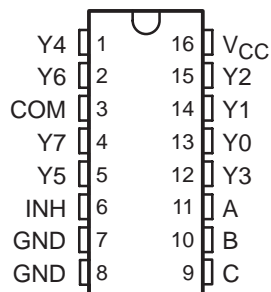 Y4 1 16 VCC
Y6 2 15 Y2
COM 3 14 Y1
Y7 4 13 Y0
Y5 5 12 Y3
INH 6 11 A
GND 7 10 B
GND 8 9 C